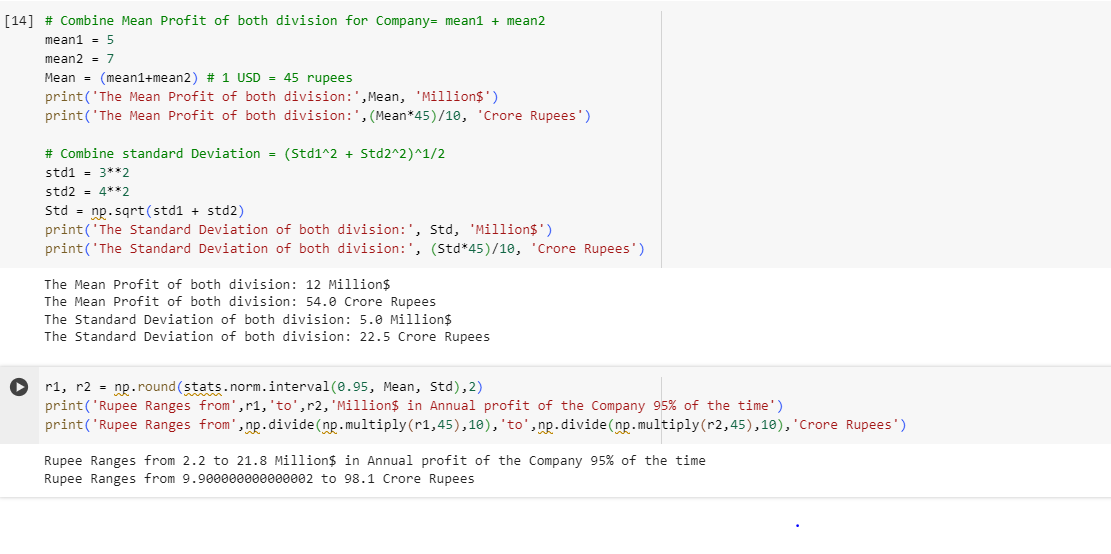 [14] # Combine Mean Profit of both division for Company= mean1 + mean2
mean1 = 5
mean2 = 7
Mean = (mean1+mean2) # 1 USD = 45 rupees
print('The Mean Profit of both division:',Mean, 'Million$')
print('The Mean Profit of both division:',(Mean*45)/10, 'Crore Rupees')
# Combine standard Deviation = (Std1^2 + Std2^2)^1/2
std1 = 3**2
std2 = 4**2
Std = np.sqrt(std1 + std2)
print('The Standard Deviation of both division:', Std, 'Million$')
print('The Standard Deviation of both division:', (Std*45)/10, 'Crore Rupees')
The Mean Profit of both division: 12 Million$
The Mean Profit of both division: 54.0 Crore Rupees
The Standard Deviation of both division: 5.0 Million$
The Standard Deviation of both division: 22.5 Crore Rupees
r1, r2 = np.round(stats.norm.interval(0.95, Mean, Std),2)
print('Rupee Ranges from',r1,'to',r2,'Million$ in Annual profit of the Company 95% of the time')
print('Rupee Ranges from',np.divide(np.multiply(r1,45),10),'to',np.divide(np.multiply(r2,45),10),'Crore Rupees')
Rupee Ranges from 2.2 to 21.8 Million$ in Annual profit of the Company 95% of the time
Rupee Ranges from 9.900000000000002 to 98.1 Crore Rupees